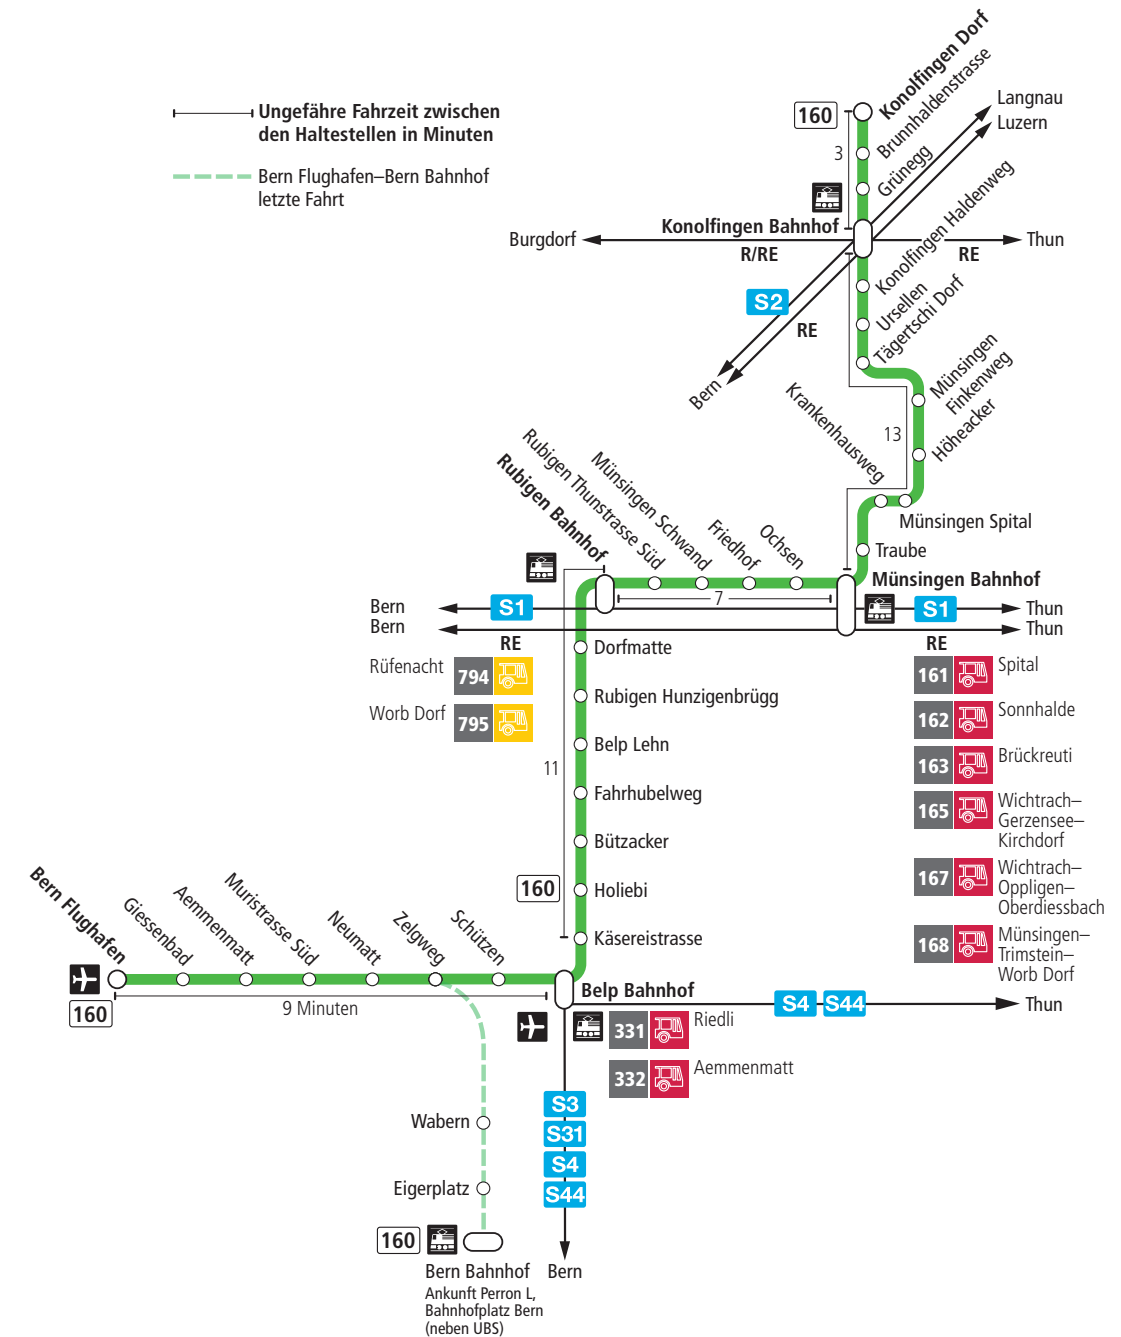 Ungefähre Fahrzeit zwischen
den Haltestellen in Minuten
Bern Flughafen–Bern Bahnhof
letzte Fahrt
160
Konolfingen Dorf
3
Brunnhaldenstrasse
Grünegg
Langnau
Luzern
Konolfingen Bahnhof
Burgdorf
R/RE
RE
Thun
S2
RE
Bern
Konolfingen Haldenweg
Ursellen
Tägertschi Dorf
Münsingen
Finkenweg
13
Höheacker
Krankenhausweg
Münsingen Spital
Traube
Münsingen Bahnhof
Rubigen Bahnhof
Rubigen Thunstrasse Süd
Münsingen Schwand
Friedhof
Ochsen
7
Bern
S1
S1
Thun
Bern
Thun
RE
RE
Rüfenacht
794
Worb Dorf
795
161
Spital
162
Sonnhalde
163
Brückreuti
165
Wichtrach–
Gerzensee–
Kirchdorf
167
Wichtrach–
Oppligen–
Oberdiessbach
168
Münsingen–
Trimstein–
Worb Dorf
Dorfmatte
Rubigen Hunzigenbrügg
Belp Lehn
11
Fahrhubelweg
Bützacker
160
Holiebi
Käsereistrasse
Bern Flughafen
Giessenbad
Aemmenmatt
Muristrasse Süd
Neumatt
Zelgweg
Schützen
160
9 Minuten
Belp Bahnhof
S4
S44
Thun
331
Riedli
332
Aemmenmatt
S3
S31
S4
S44
Bern
Wabern
Eigerplatz
160
Bern Bahnhof
Ankunft Perron L,
Bahnhofplatz Bern
(neben UBS)